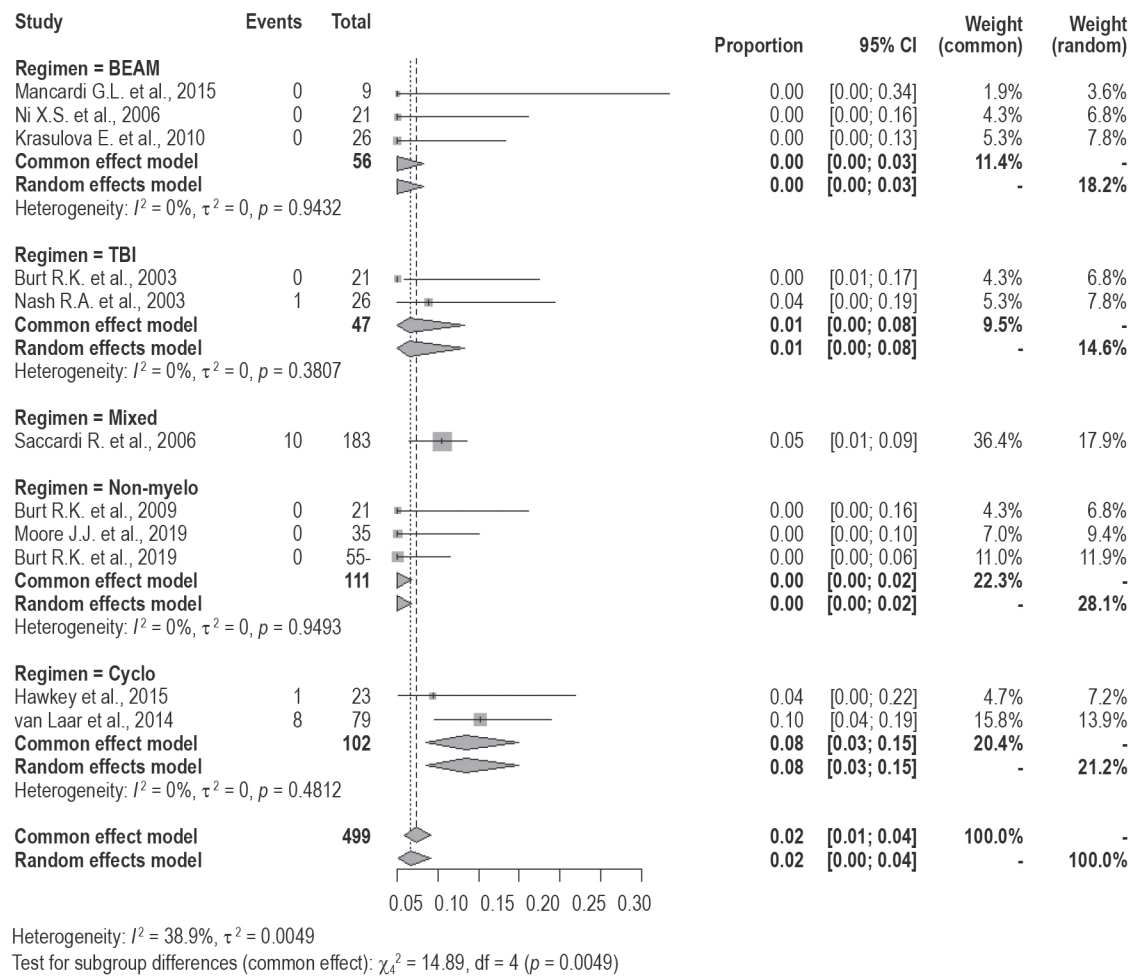 Study Events Total Proportion 95% CI Weight (common) Weight (random)
Regimen = BEAM
Mancardi G.L. et al., 2015 0 9 0.00 [0.00; 0.34] 1.9% 3.6%
Ni X.S. et al., 2006 0 21 0.00 [0.00; 0.16] 4.3% 6.8%
Krasulova E. et al., 2010 0 26 0.00 [0.00; 0.13] 5.3% 7.8%
Common effect model 56 0.00 [0.00; 0.03] 11.4% -
Random effects model 0.00 [0.00; 0.03] - 18.2%
Heterogeneity: I² = 0%, τ² = 0, p = 0.9432
Regimen = TBI
Burt R.K. et al., 2003 0 21 0.00 [0.01; 0.17] 4.3% 6.8%
Nash R.A. et al., 2003 1 26 0.04 [0.00; 0.19] 5.3% 7.8%
Common effect model 47 0.01 [0.00; 0.08] 9.5% -
Random effects model 0.01 [0.00; 0.08] - 14.6%
Heterogeneity: I² = 0%, τ² = 0, p = 0.3807
Regimen = Mixed
Saccardi R. et al., 2006 10 183 0.05 [0.01; 0.09] 36.4% 17.9%
Regimen = Non-myelo
Burt R.K. et al., 2009 0 21 0.00 [0.00; 0.16] 4.3% 6.8%
Moore J.J. et al., 2019 0 35 0.00 [0.00; 0.10] 7.0% 9.4%
Burt R.K. et al., 2019 0 55- 0.00 [0.00; 0.06] 11.0% 11.9%
Common effect model 111 0.00 [0.00; 0.02] 22.3% -
Random effects model 0.00 [0.00; 0.02] - 28.1%
Heterogeneity: I² = 0%, τ² = 0, p = 0.9493
Regimen = Cyclo
Hawkey et al., 2015 1 23 0.04 [0.00; 0.22] 4.7% 7.2%
van Laar et al., 2014 8 79 0.10 [0.04; 0.19] 15.8% 13.9%
Common effect model 102 0.08 [0.03; 0.15] 20.4% -
Random effects model 0.08 [0.03; 0.15] - 21.2%
Heterogeneity: I² = 0%, τ² = 0, p = 0.4812
Common effect model 499 0.02 [0.01; 0.04] 100.0% -
Random effects model 0.02 [0.00; 0.04] - 100.0%
0.05 0.10 0.15 0.20 0.25 0.30
Heterogeneity: I² = 38.9%, τ² = 0.0049
Test for subgroup differences (common effect): χ₄² = 14.89, df = 4 (p = 0.0049)